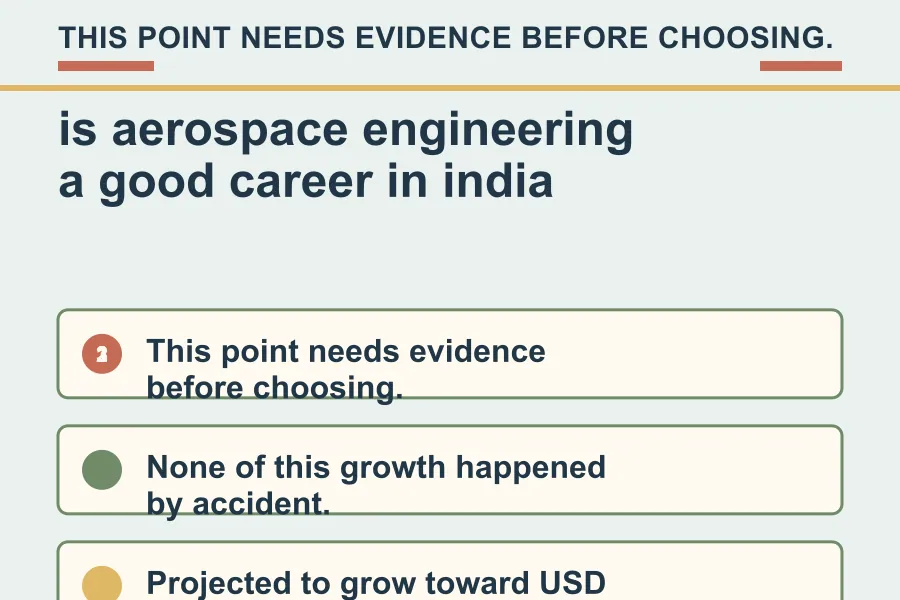 THIS POINT NEEDS EVIDENCE BEFORE CHOOSING.
is aerospace engineering
a good career in india
This point needs evidence
before choosing.
None of this growth happened
by accident.
Projected to grow toward USD